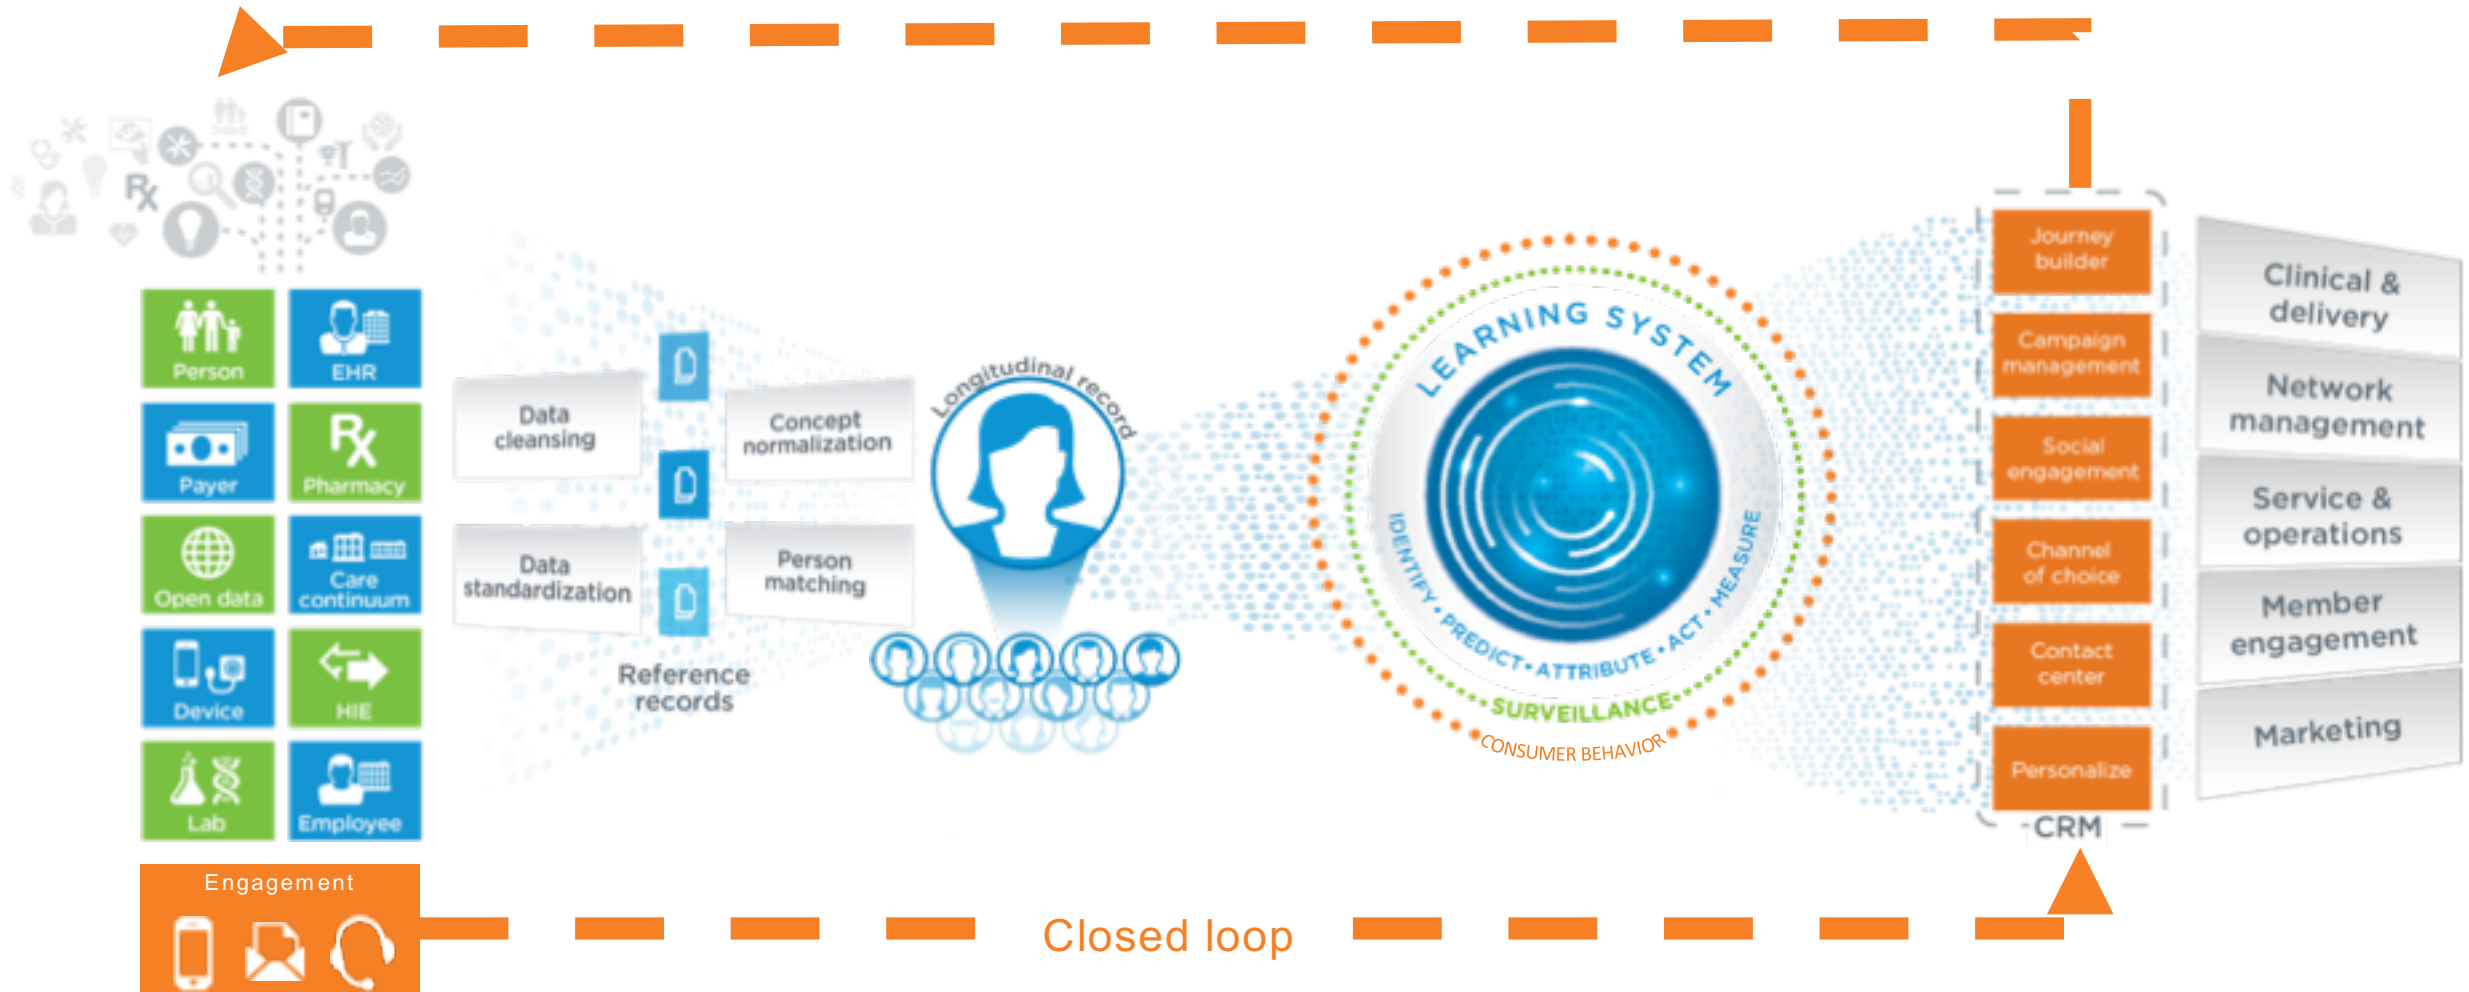 Person
EHR
Payer
Rx
Pharmacy
Open data
Care
continuum
Device
HIE
Lab
Employee
Engagement
Rx
Data
cleansing
Data
standardization
Reference
records
Concept
normalization
Person
matching
Longitudinal record
LEARNING SYSTEM
IDENTIFY • PREDICT • ATTRIBUTE • ACT • MEASURE
SURVEILLANCE
CONSUMER BEHAVIOR
Journey
builder
Campaign
management
Social
engagement
Channel
of choice
Contact
center
Personalize
CRM
Clinical &
delivery
Network
management
Service &
operations
Member
engagement
Marketing
Closed loop